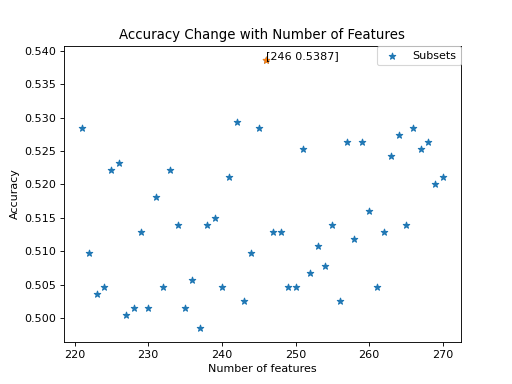 Accuracy Change with Number of Features
[246 0.5387]
Subsets
0.540
0.535
0.530
0.525
0.520
0.515
0.510
0.505
0.500
Accuracy
220 230 240 250 260 270
Number of features